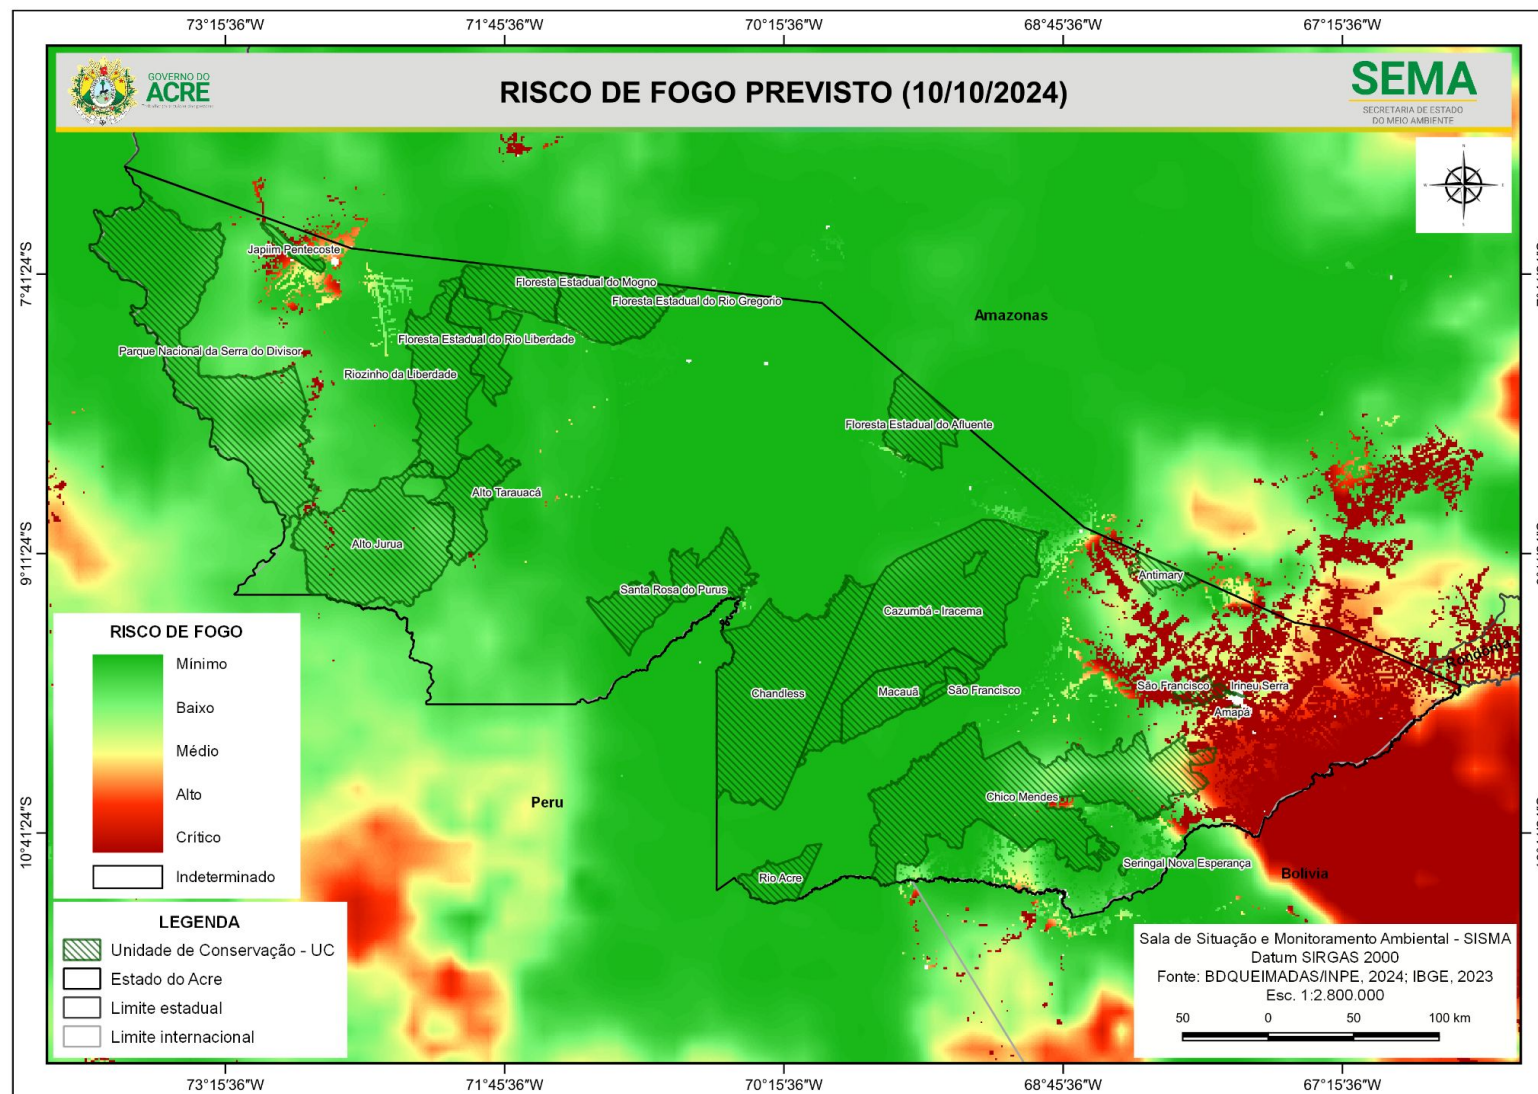 73°15'36"W
71°45'36"W
70°15'36"W
68°45'36"W
67°15'36"W
GOVERNO DO
ACRE
RISCO DE FOGO PREVISTO (10/10/2024)
SEMA
SECRETARIA DE ESTADO
DO MEIO AMBIENTE
7°41'24"S
9°11'24"S
10°41'24"S
Japiim Pentecoste
Floresta Estadual do Mogno
Floresta Estadual do Rio Gregorio
Amazonas
Floresta Estadual do Rio Liberdade
Parque Nacional da Serra do Divisor
Riozinho da Liberdade
Floresta Estadual do Afluente
Alto Tarauacá
Alto Jurua
Antimary
Santa Rosa do Purus
Cazumbá - Iracema
Rondônia
São Francisco
Irineu Serra
Chandless
Macauã
São Francisco
Amapá
Peru
Chico Mendes
Seringal Nova Esperança
Rio Acre
Bolivia
RISCO DE FOGO
Mínimo
Baixo
Médio
Alto
Crítico
Indeterminado
LEGENDA
Unidade de Conservação - UC
Estado do Acre
Limite estadual
Limite internacional
Sala de Situação e Monitoramento Ambiental - SISMA
Datum SIRGAS 2000
Fonte: BDQUEIMADAS/INPE, 2024; IBGE, 2023
Esc. 1:2.800.000
50 0 50 100 km
73°15'36"W
71°45'36"W
70°15'36"W
68°45'36"W
67°15'36"W